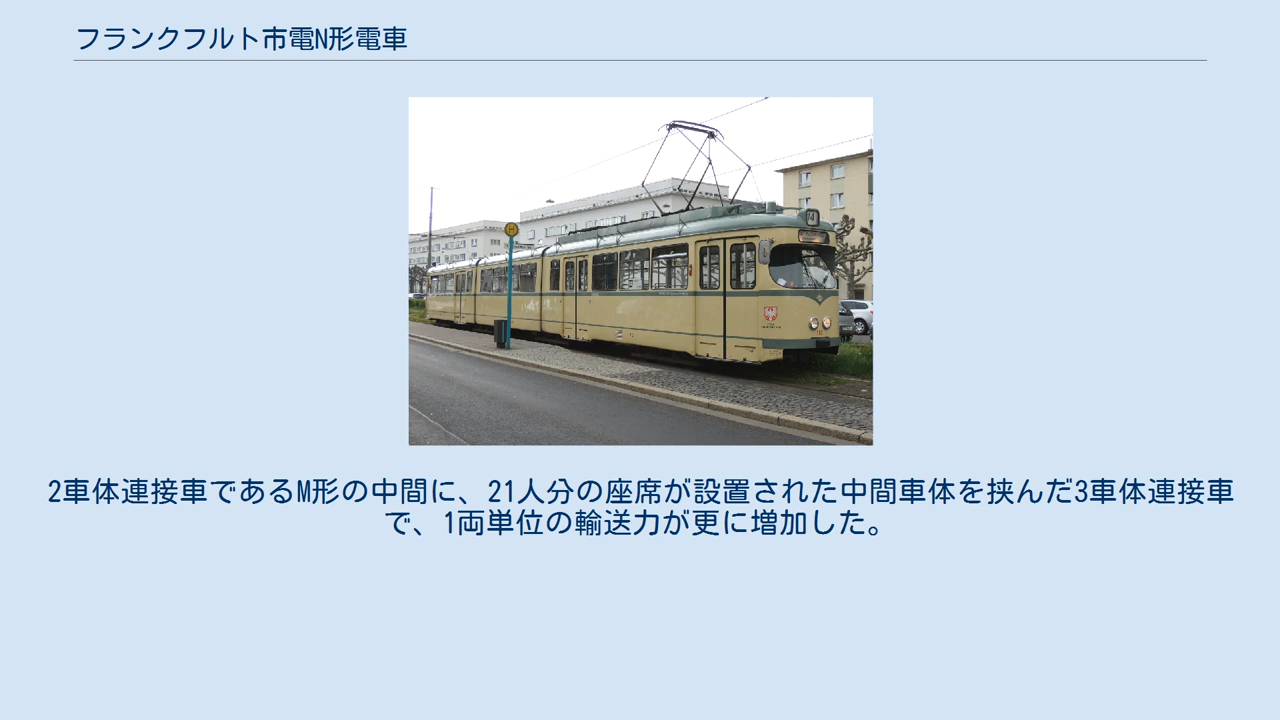 フランクフルト市電N形電車
H
2車体連接車であるM形の中間に、21人分の座席が設置された中間車体を挟んだ3車体連接車
で、1両単位の輸送力が更に増加した。